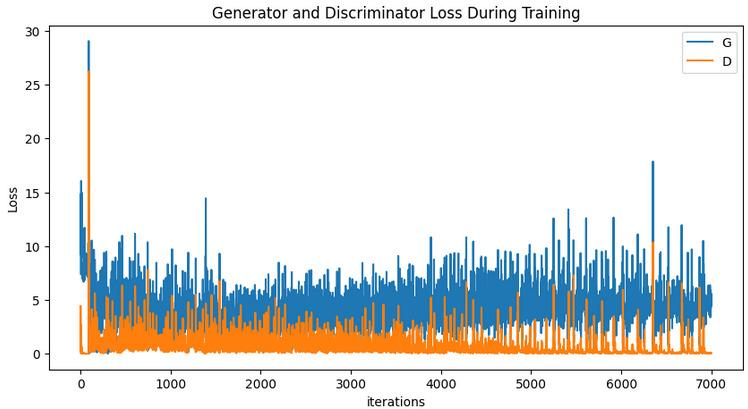 Generator and Discriminator Loss During Training
G
D
30
25
20
15
10
5
0
Loss
0 1000 2000 3000 4000 5000 6000 7000
iterations